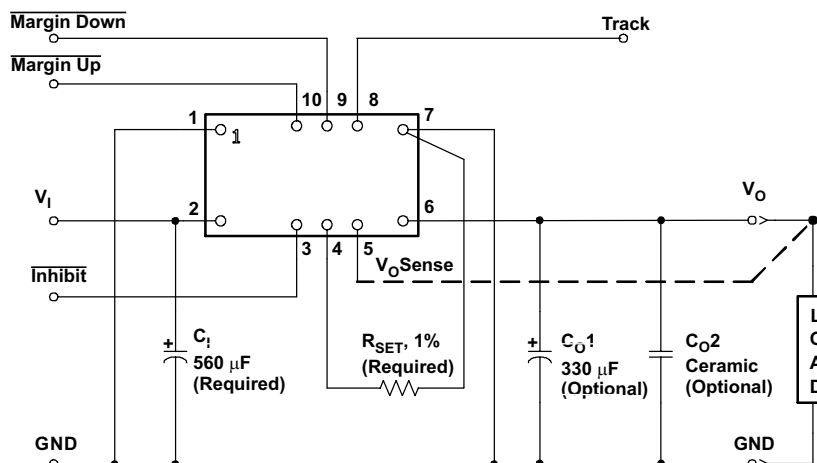 Margin Down
Track
Margin Up
10 9 8
1 7
1
V_I
2 6
V_O
3 4 5
V_OSense
Inhibit
C_I
560 μF
(Required)
R_SET, 1%
(Required)
C_O1
330 μF
(Optional)
C_O2
Ceramic
(Optional)
L
O
A
D
GND
GND